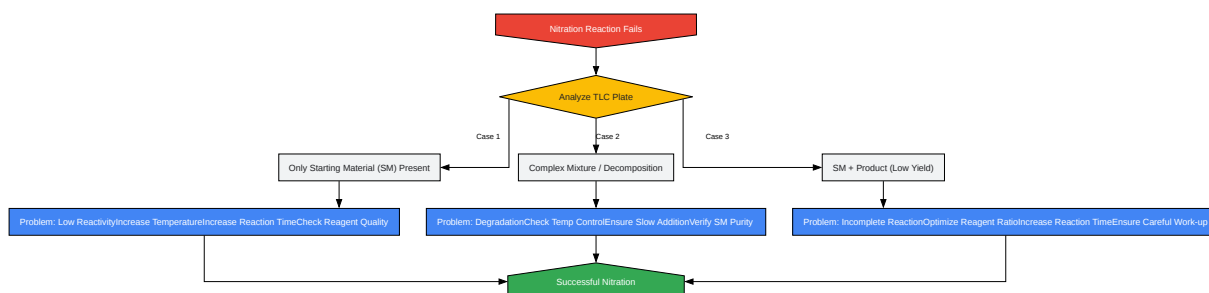 Nitration Reaction Fails
Analyze TLC Plate
Case 1
Case 2
Case 3
Only Starting Material (SM) Present
Complex Mixture / Decomposition
SM + Product (Low Yield)
Problem: Low ReactivityIncrease TemperatureIncrease Reaction TimeCheck Reagent Quality
Problem: DegradationCheck Temp ControlEnsure Slow AdditionVerify SM Purity
Problem: Incomplete ReactionOptimize Reagent RatioIncrease Reaction TimeEnsure Careful Work-up
Successful Nitration